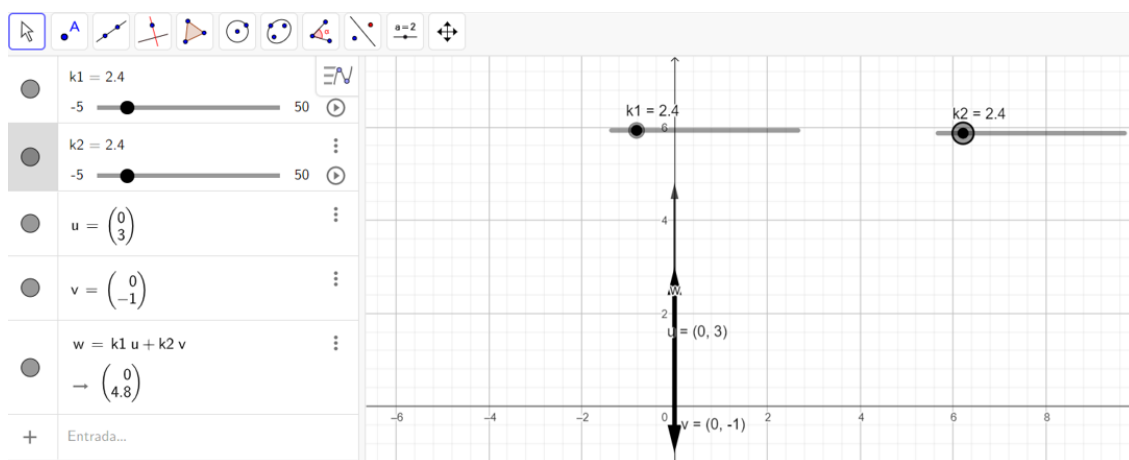 A
a=2
k1 = 2.4
-5
50
k2 = 2.4
-5
50
u = (0 3)
v = (0 −1)
w = k1 u + k2 v
→ (0 4.8)
+ Entrada...
k1 = 2.4
k2 = 2.4
6
4
w
2
u = (0, 3)
−6 −4 −2 0 2 4 6 8
v = (0, -1)